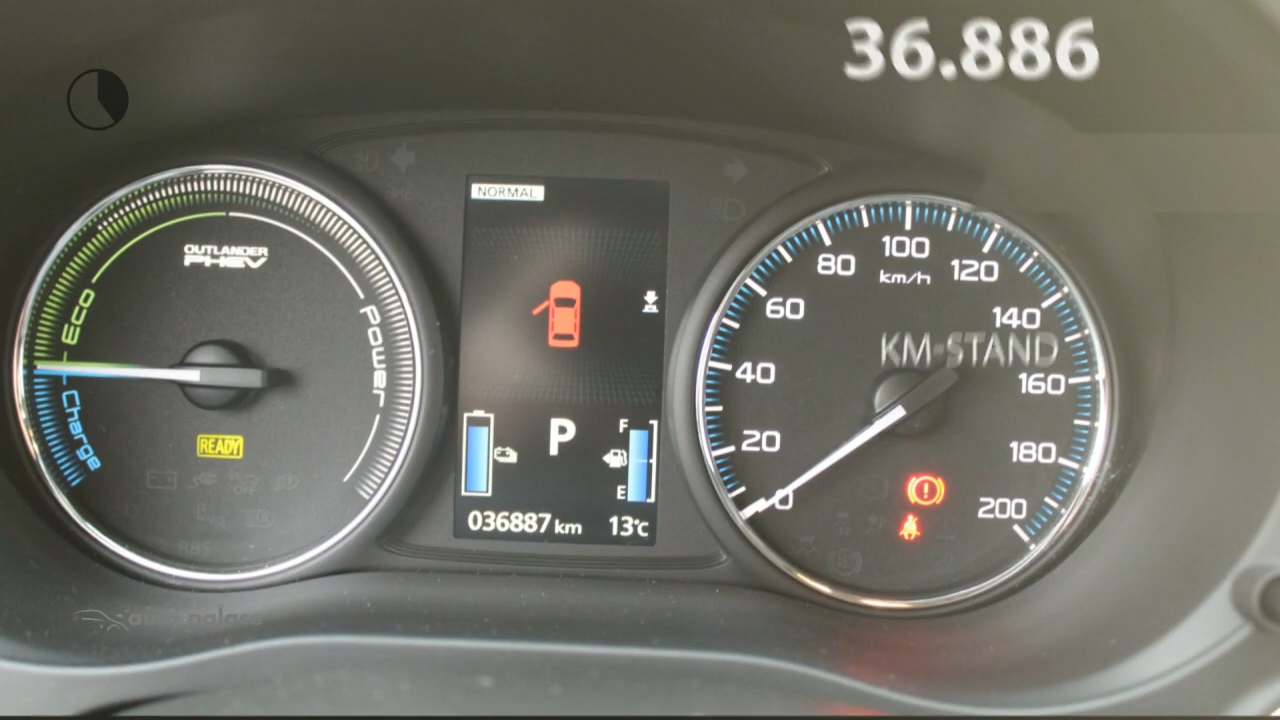 36.886
NORMAL
OUTLANDER
PHEV
Eco
Power
Charge
READY
P
F
E
036887 km
13°C
100
km/h
80
120
60
140
KM-STAND
40
160
20
180
0
200